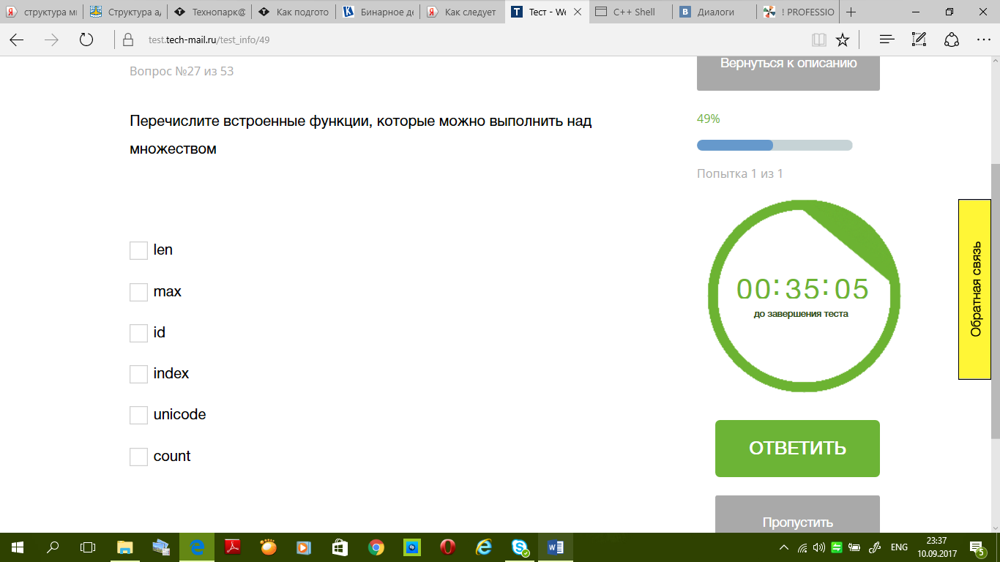 структура мн
Структура ад
Технопарк@
Как подгото
Бинарное де
Как следует
Тест - We
C++ Shell
Диалоги
! PROFESSIO
test.tech-mail.ru/test_info/49
Вопрос №27 из 53
Перечислите встроенные функции, которые можно выполнить над
множеством
len
max
id
index
unicode
count
Вернуться к описанию
49%
Попытка 1 из 1
00:35:05
до завершения теста
ОТВЕТИТЬ
Пропустить
Обратная связь
ENG
23:37
10.09.2017
5